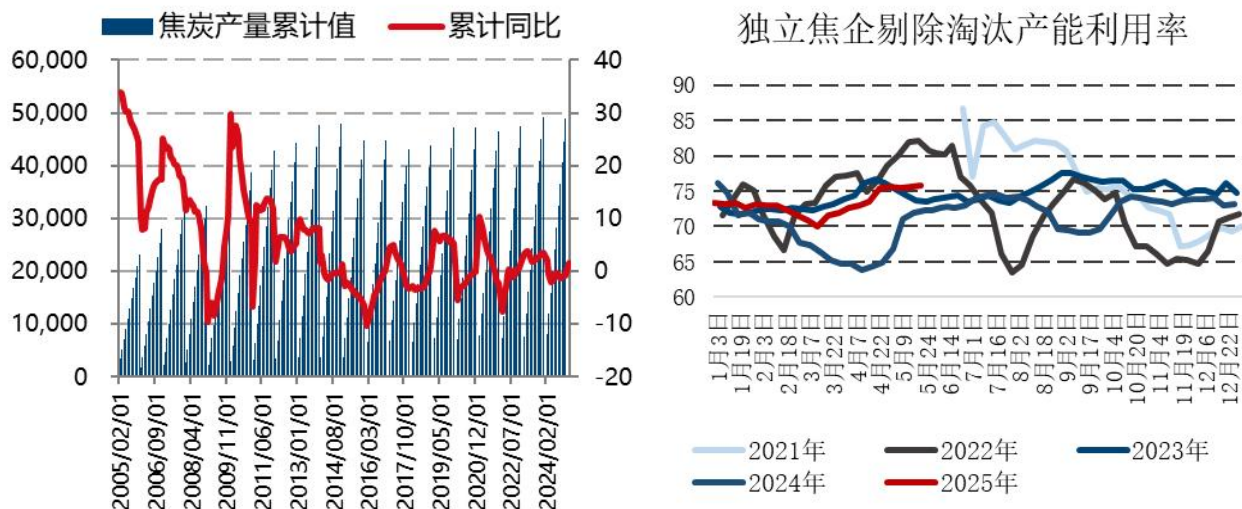 焦炭产量累计值 累计同比
60,000
50,000
40,000
30,000
20,000
10,000
0
40
30
20
10
0
-10
-20
2005/02/01
2006/09/01
2008/04/01
2009/11/01
2011/06/01
2013/01/01
2014/08/01
2016/03/01
2017/10/01
2019/05/01
2020/12/01
2022/07/01
2024/02/01
独立焦企剔除淘汰产能利用率
90
85
80
75
70
65
60
1月3日
1月19日
2月3日
2月18日
3月7日
3月22日
4月7日
4月22日
5月9日
5月24日
6月14日
7月1日
7月16日
8月2日
8月18日
9月2日
9月17日
10月4日
10月20日
11月4日
11月19日
12月6日
12月22日
2021年 2022年 2023年
2024年 2025年